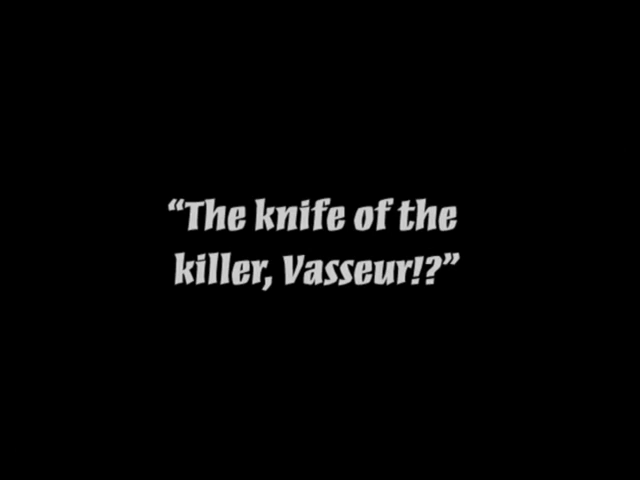 “The knife of the
killer, Vasseur!?”